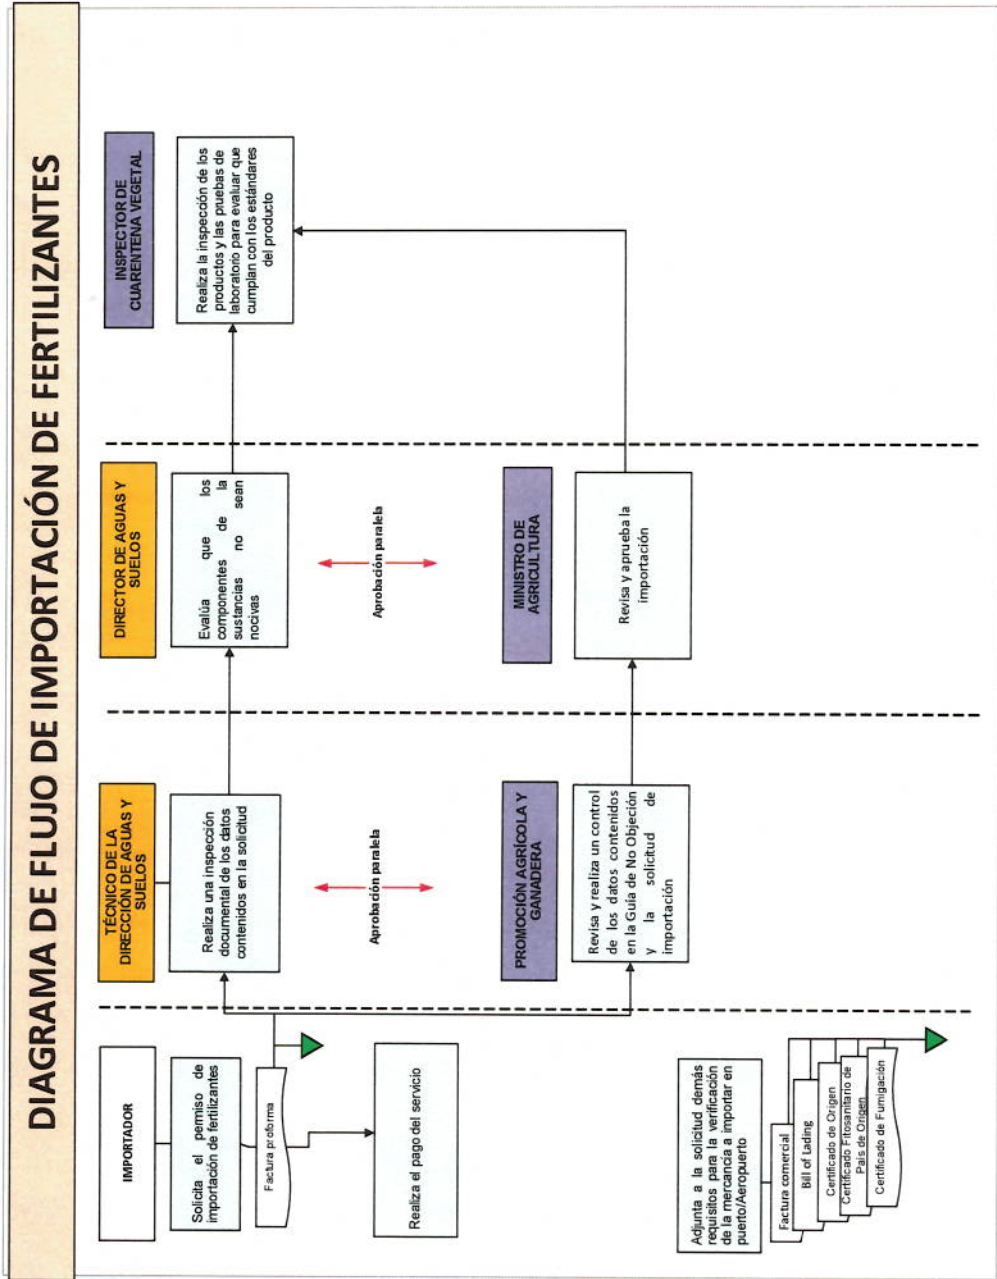 DIAGRAMA DE FLUJO DE IMPORTACIÓN DE FERTILIZANTES
IMPORTADOR
Solicita el permiso de
importación de fertilizantes
Factura proforma
Realiza el pago del servicio
Adjunta a la solicitud demás
requisitos para la verificación
de la mercancía a importar en
puerto/Aeropuerto
Factura comercial
Bill of Lading
Certificado de Origen
Certificado Fitosanitario de
País de Origen
Certificado de Fumigación
TÉCNICO DE LA
DIRECCIÓN DE AGUAS Y
SUELOS
Realiza una inspección
documental de los datos
contenidos en la solicitud
Aprobación paralela
PROMOCIÓN AGRÍCOLA Y
GANADERA
Revisa y realiza un control
de los datos contenidos
en la Guía de No Objeción
y la solicitud de
importación
DIRECTOR DE AGUAS Y
SUELOS
Evalúa que los
componentes de la
sustancias no sean
nocivas
Aprobación paralela
MINISTRO DE
AGRICULTURA
Revisa y aprueba la
importación
INSPECTOR DE
CUARENTENA VEGETAL
Realiza la inspección de los
productos y las pruebas de
laboratorio para evaluar que
cumplan con los estándares
del producto